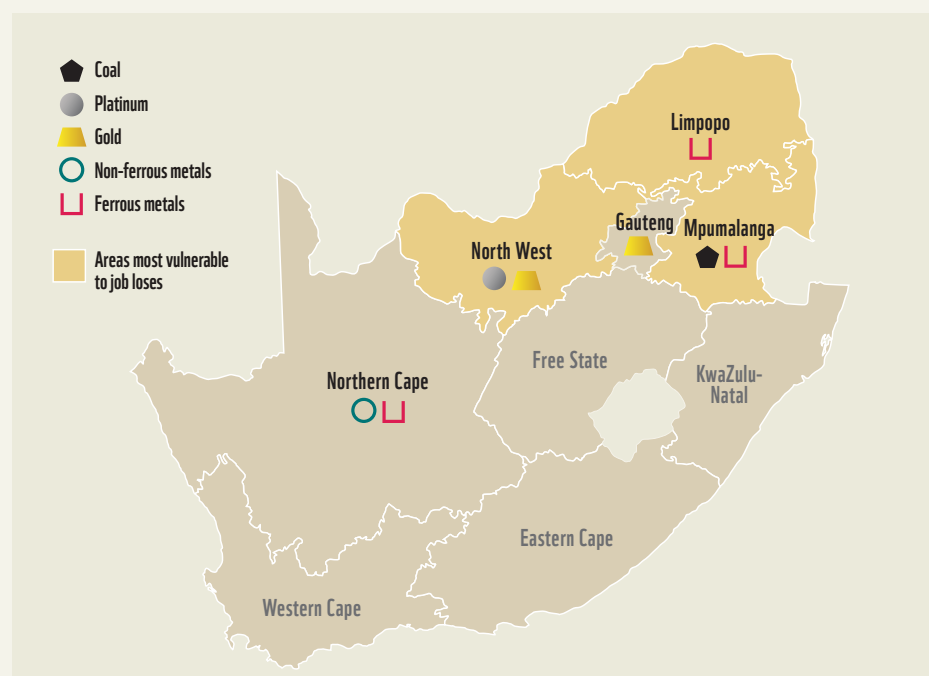 Coal
Platinum
Gold
Non-ferrous metals
Ferrous metals
Areas most vulnerable
to job loses
Limpopo
Gauteng
Mpumalanga
North West
Free State
KwaZulu-
Natal
Northern Cape
Eastern Cape
Western Cape